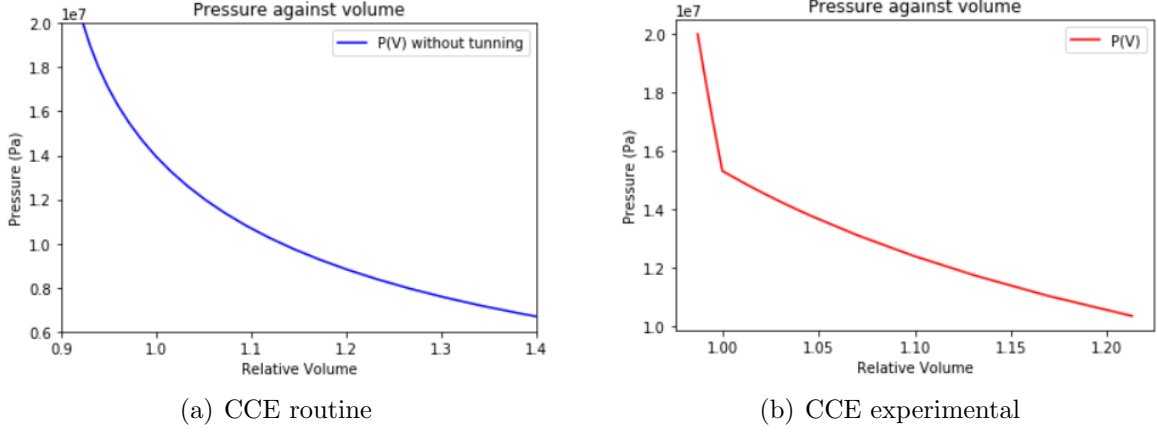 Pressure against volume
1e7
P(V) without tunning
2.0
1.8
1.6
1.4
1.2
1.0
0.8
0.6
Pressure (Pa)
0.9 1.0 1.1 1.2 1.3 1.4
Relative Volume
(a) CCE routine
Pressure against volume
1e7
P(V)
2.0
1.8
1.6
1.4
1.2
1.0
Pressure (Pa)
1.00 1.05 1.10 1.15 1.20
Relative Volume
(b) CCE experimental